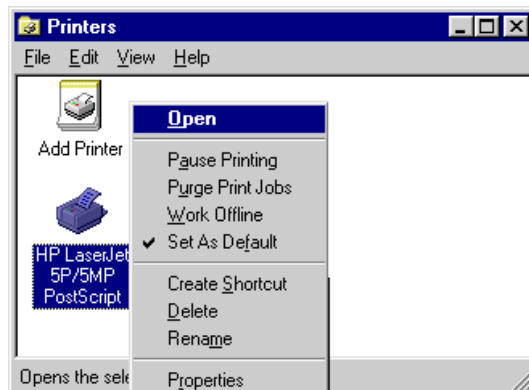 Printers
File Edit View Help
Add Printer
HP LaserJet
5P/5MP
PostScript
Open
Pause Printing
Purge Print Jobs
Work Offline
Set As Default
Create Shortcut
Delete
Rename
Properties
Opens the